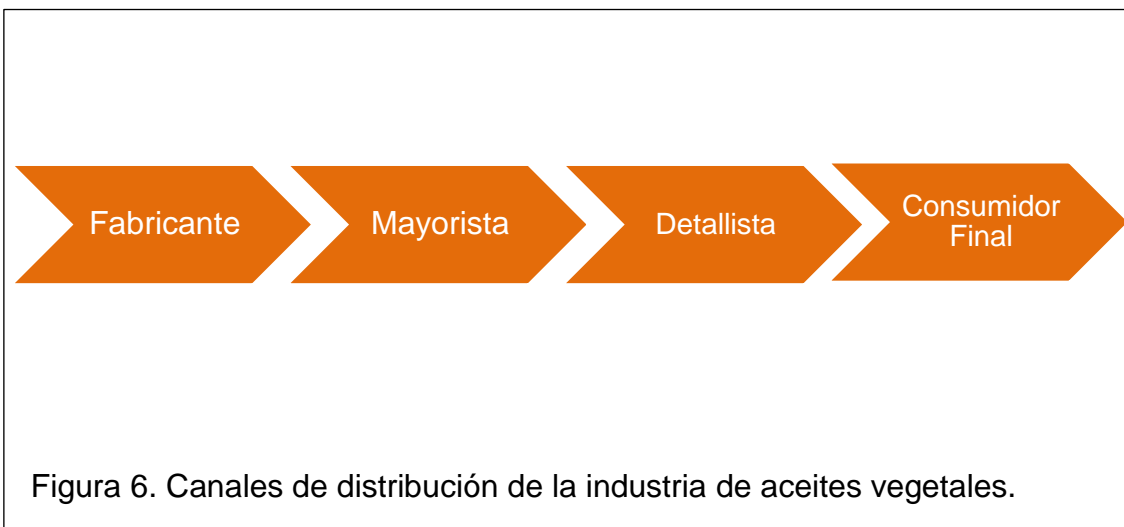 Fabricante
Mayorista
Detallista
Consumidor
Final
Figura 6. Canales de distribución de la industria de aceites vegetales.